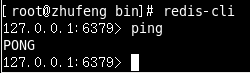 [root@zhufeng bin]# redis-cli
127.0.0.1:6379> ping
PONG
127.0.0.1:6379>